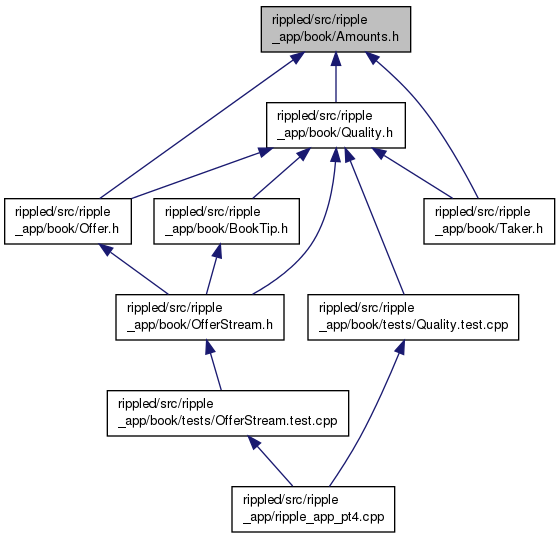 rippled/src/ripple
_app/book/Amounts.h
rippled/src/ripple
_app/book/Quality.h
rippled/src/ripple
_app/book/Offer.h
rippled/src/ripple
_app/book/BookTip.h
rippled/src/ripple
_app/book/Taker.h
rippled/src/ripple
_app/book/OfferStream.h
rippled/src/ripple
_app/book/tests/Quality.test.cpp
rippled/src/ripple
_app/book/tests/OfferStream.test.cpp
rippled/src/ripple
_app/ripple_app_pt4.cpp